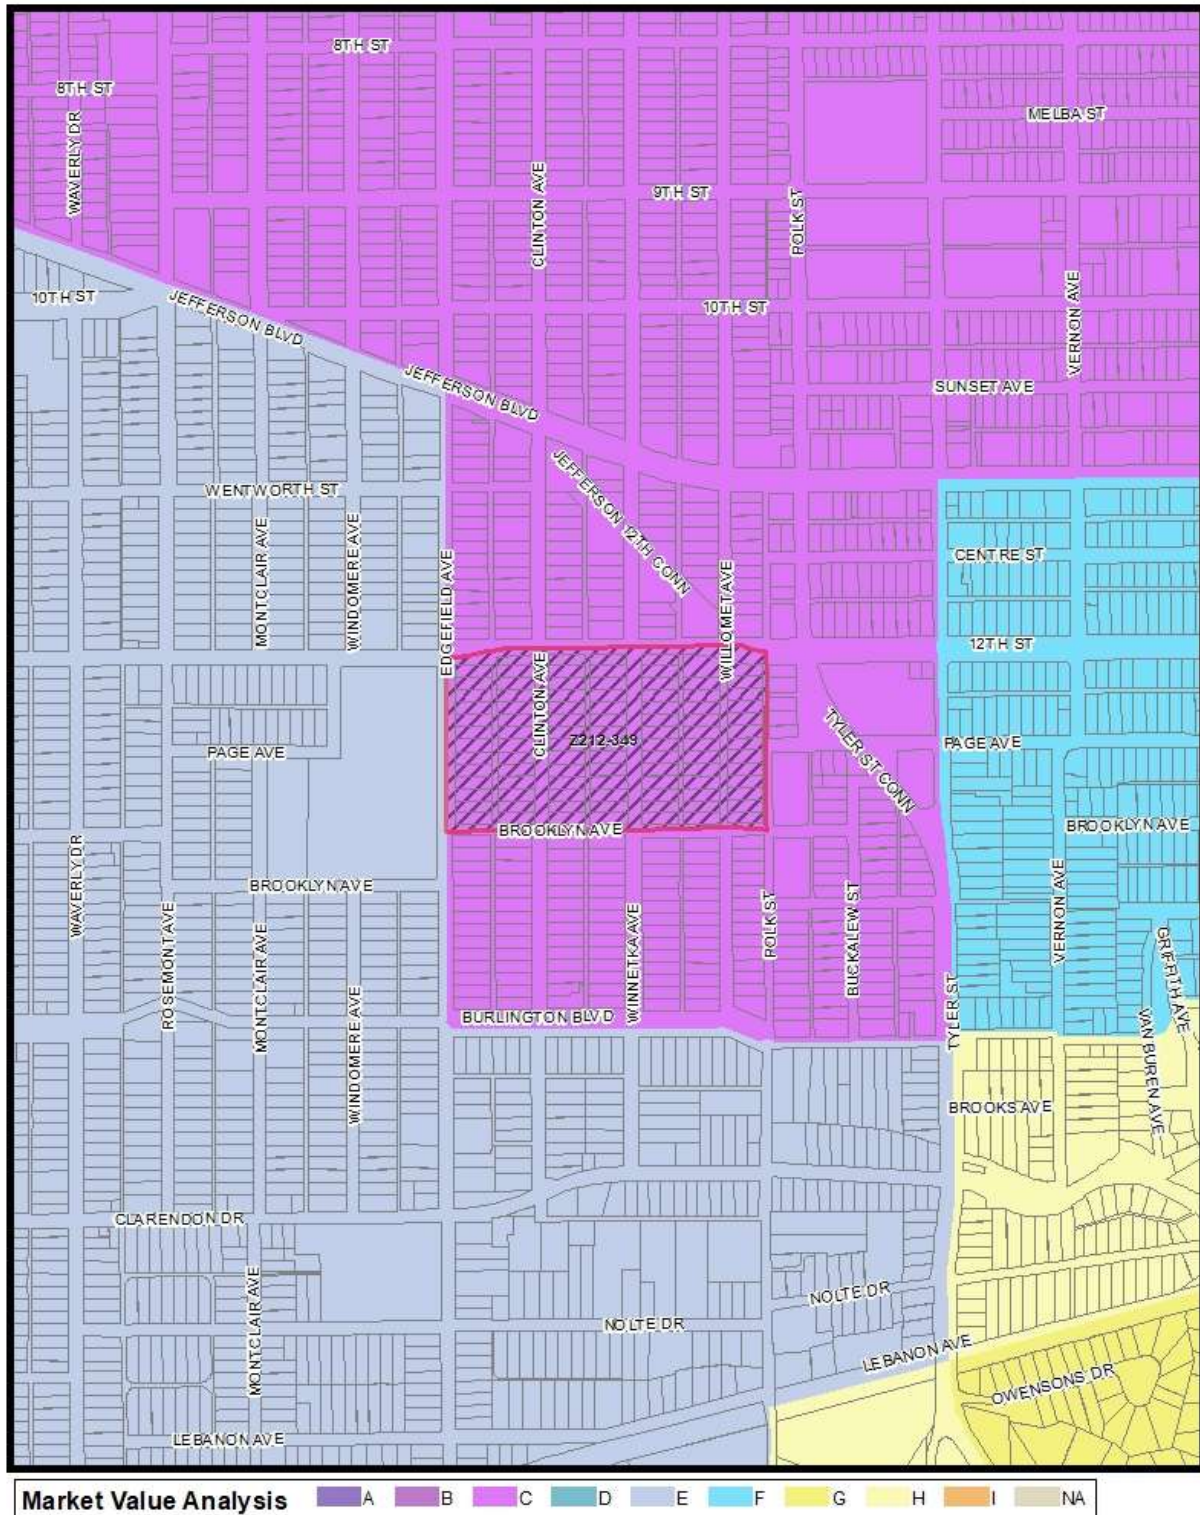 8TH ST
8TH ST
WAVERLY DR
MELBA ST
CLINTON AVE
9TH ST
POLK ST
10TH ST
JEFFERSON BLVD
10TH ST
VERNON AVE
JEFFERSON BLVD
SUNSET AVE
WENTWORTH ST
JEFFERSON 12TH CONN
MONTCLAIR AVE
WINDOMERE AVE
EDGEFIELD AVE
WILLOMET AVE
CENTRE ST
12TH ST
CLINTON AVE
Z212-349
PAGE AVE
TYLER ST CONN
PAGE AVE
BROOKLYN AVE
BROOKLYN AVE
WAVERLY DR
BROOKLYN AVE
ROSEMONT AVE
MONTCLAIR AVE
WINDOMERE AVE
WINNETKA AVE
POLK ST
BUCKALEW ST
VERNON AVE
GRIFFITH AVE
BURLINGTON BLVD
TYLER ST
VAN BUREN AVE
BROOKS AVE
CLARENDON DR
MONTCLAIR AVE
NOLTE DR
NOLTE DR
LEBANON AVE
OWENSONS DR
LEBANON AVE
Market Value Analysis A B C D E F G H I NA